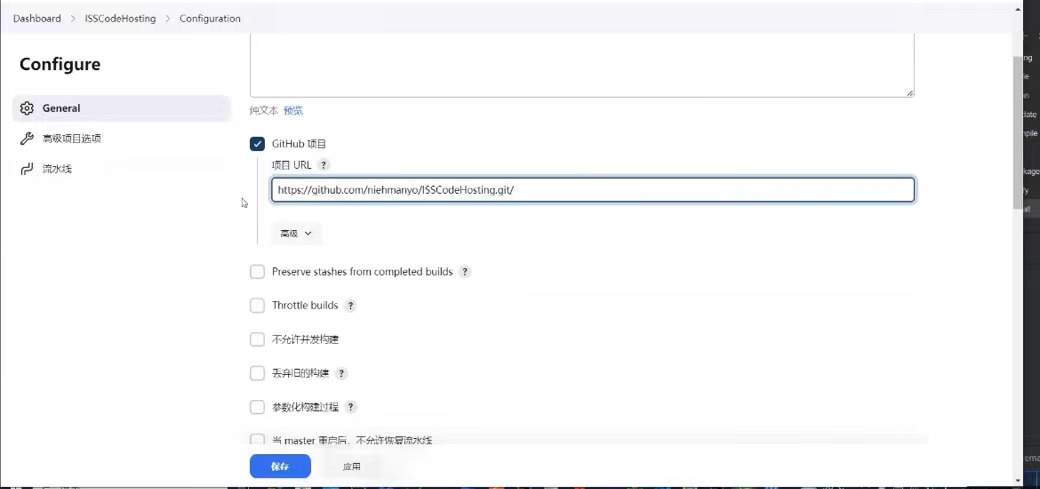 Dashboard > ISSCodeHosting > Configuration
Configure
General
高级项目选项
流水线
纯文本 预览
GitHub 项目
项目 URL ?
https://github.com/niehmanyo/ISSCodeHosting.git/
高级
Preserve stashes from completed builds ?
Throttle builds ?
不允许并发构建
丢弃旧的构建 ?
参数化构建过程 ?
当 master 重启后，不允许恢复流水线
保存 应用